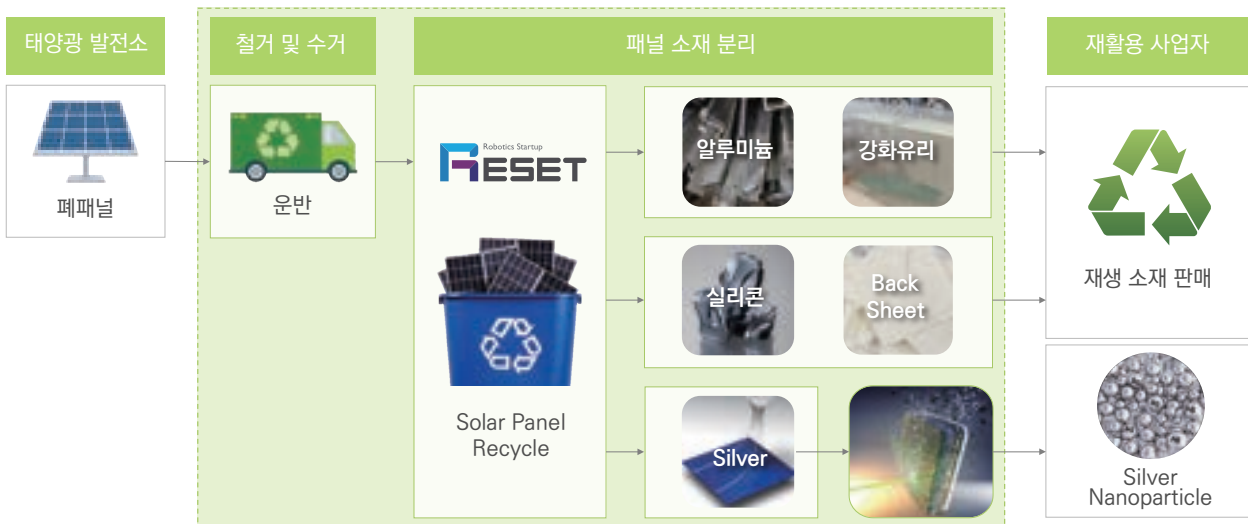 태양광 발전소
철거 및 수거
패널 소재 분리
재활용 사업자
폐패널
운반
Robotics Startup
RESET
Solar Panel
Recycle
알루미늄
강화유리
실리콘
Back
Sheet
Silver
재생 소재 판매
Silver
Nanoparticle